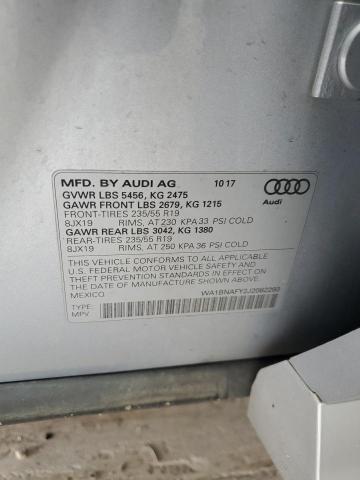 MFD. BY AUDI AG 10 17
GVWR LBS 5456, KG 2475
GAWR FRONT LBS 2679, KG 1215
FRONT-TIRES 235/55 R19
8JX19 RIMS, AT 230 KPA 33 PSI COLD
GAWR REAR LBS 3042, KG 1380
REAR-TIRES 235/55 R19
8JX19 RIMS, AT 250 KPA 36 PSI COLD
THIS VEHICLE CONFORMS TO ALL APPLICABLE
U.S. FEDERAL MOTOR VEHICLE SAFETY AND
THEFT PREVENTION STANDARDS IN EFFECT
ON THE DATE OF MANUFACTURE SHOWN ABOVE
MEXICO
TYPE:
MPV
WA1BNAFY2J2062293
Audi